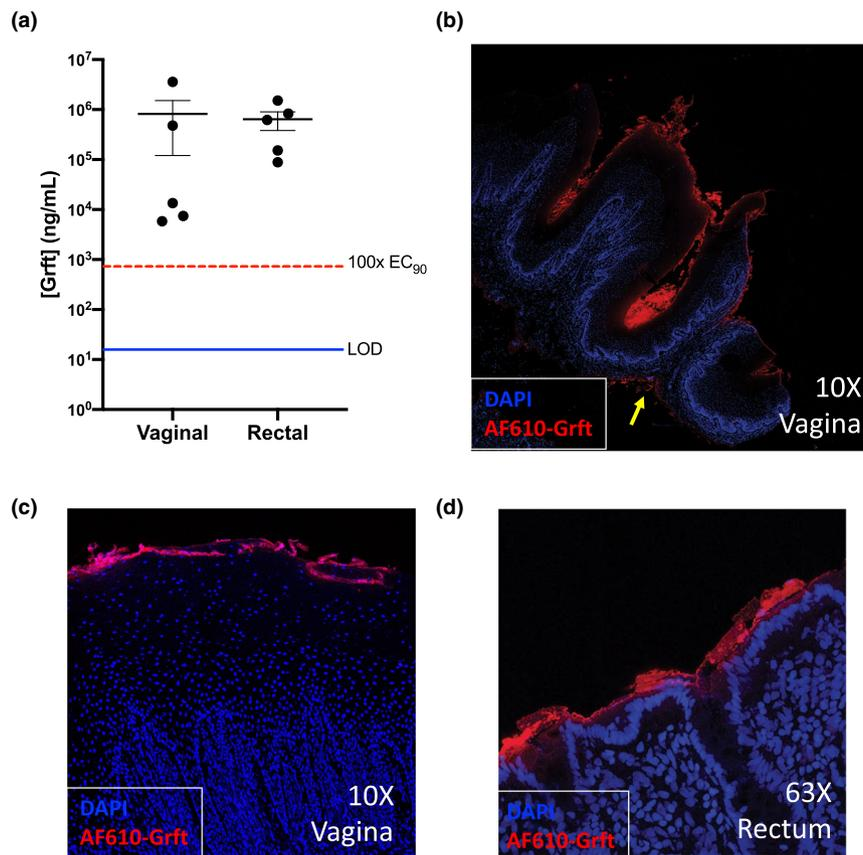 (a)
10⁷
10⁶
10⁵
10⁴
10³
10²
10¹
10⁰
[Grft] (ng/mL)
100x EC₉₀
LOD
Vaginal
Rectal
(b)
DAPI
AF610-Grft
10X
Vagina
(c)
DAPI
AF610-Grft
10X
Vagina
(d)
DAPI
AF610-Grft
63X
Rectum